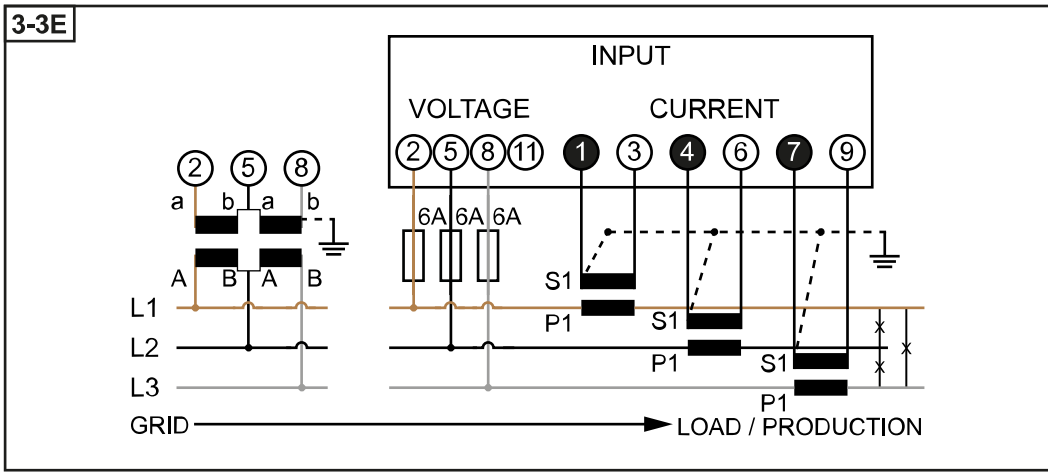 3-3E
INPUT
VOLTAGE CURRENT
2 5 8 11 1 3 4 6 7 9
2 5 8
a b a b
6A 6A 6A
A B A B
S1
L1
P1 S1
L2
P1 S1
L3
P1
GRID LOAD / PRODUCTION